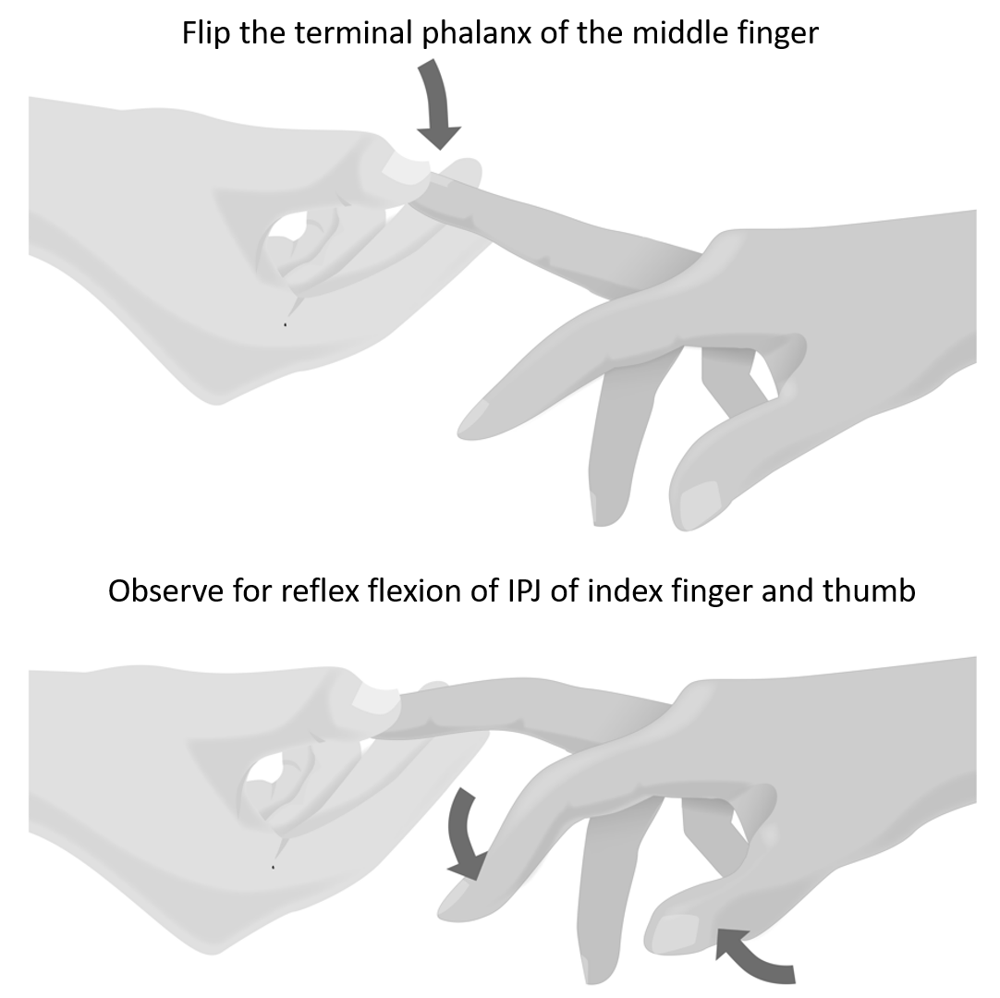 Flip the terminal phalanx of the middle finger
Observe for reflex flexion of IPJ of index finger and thumb